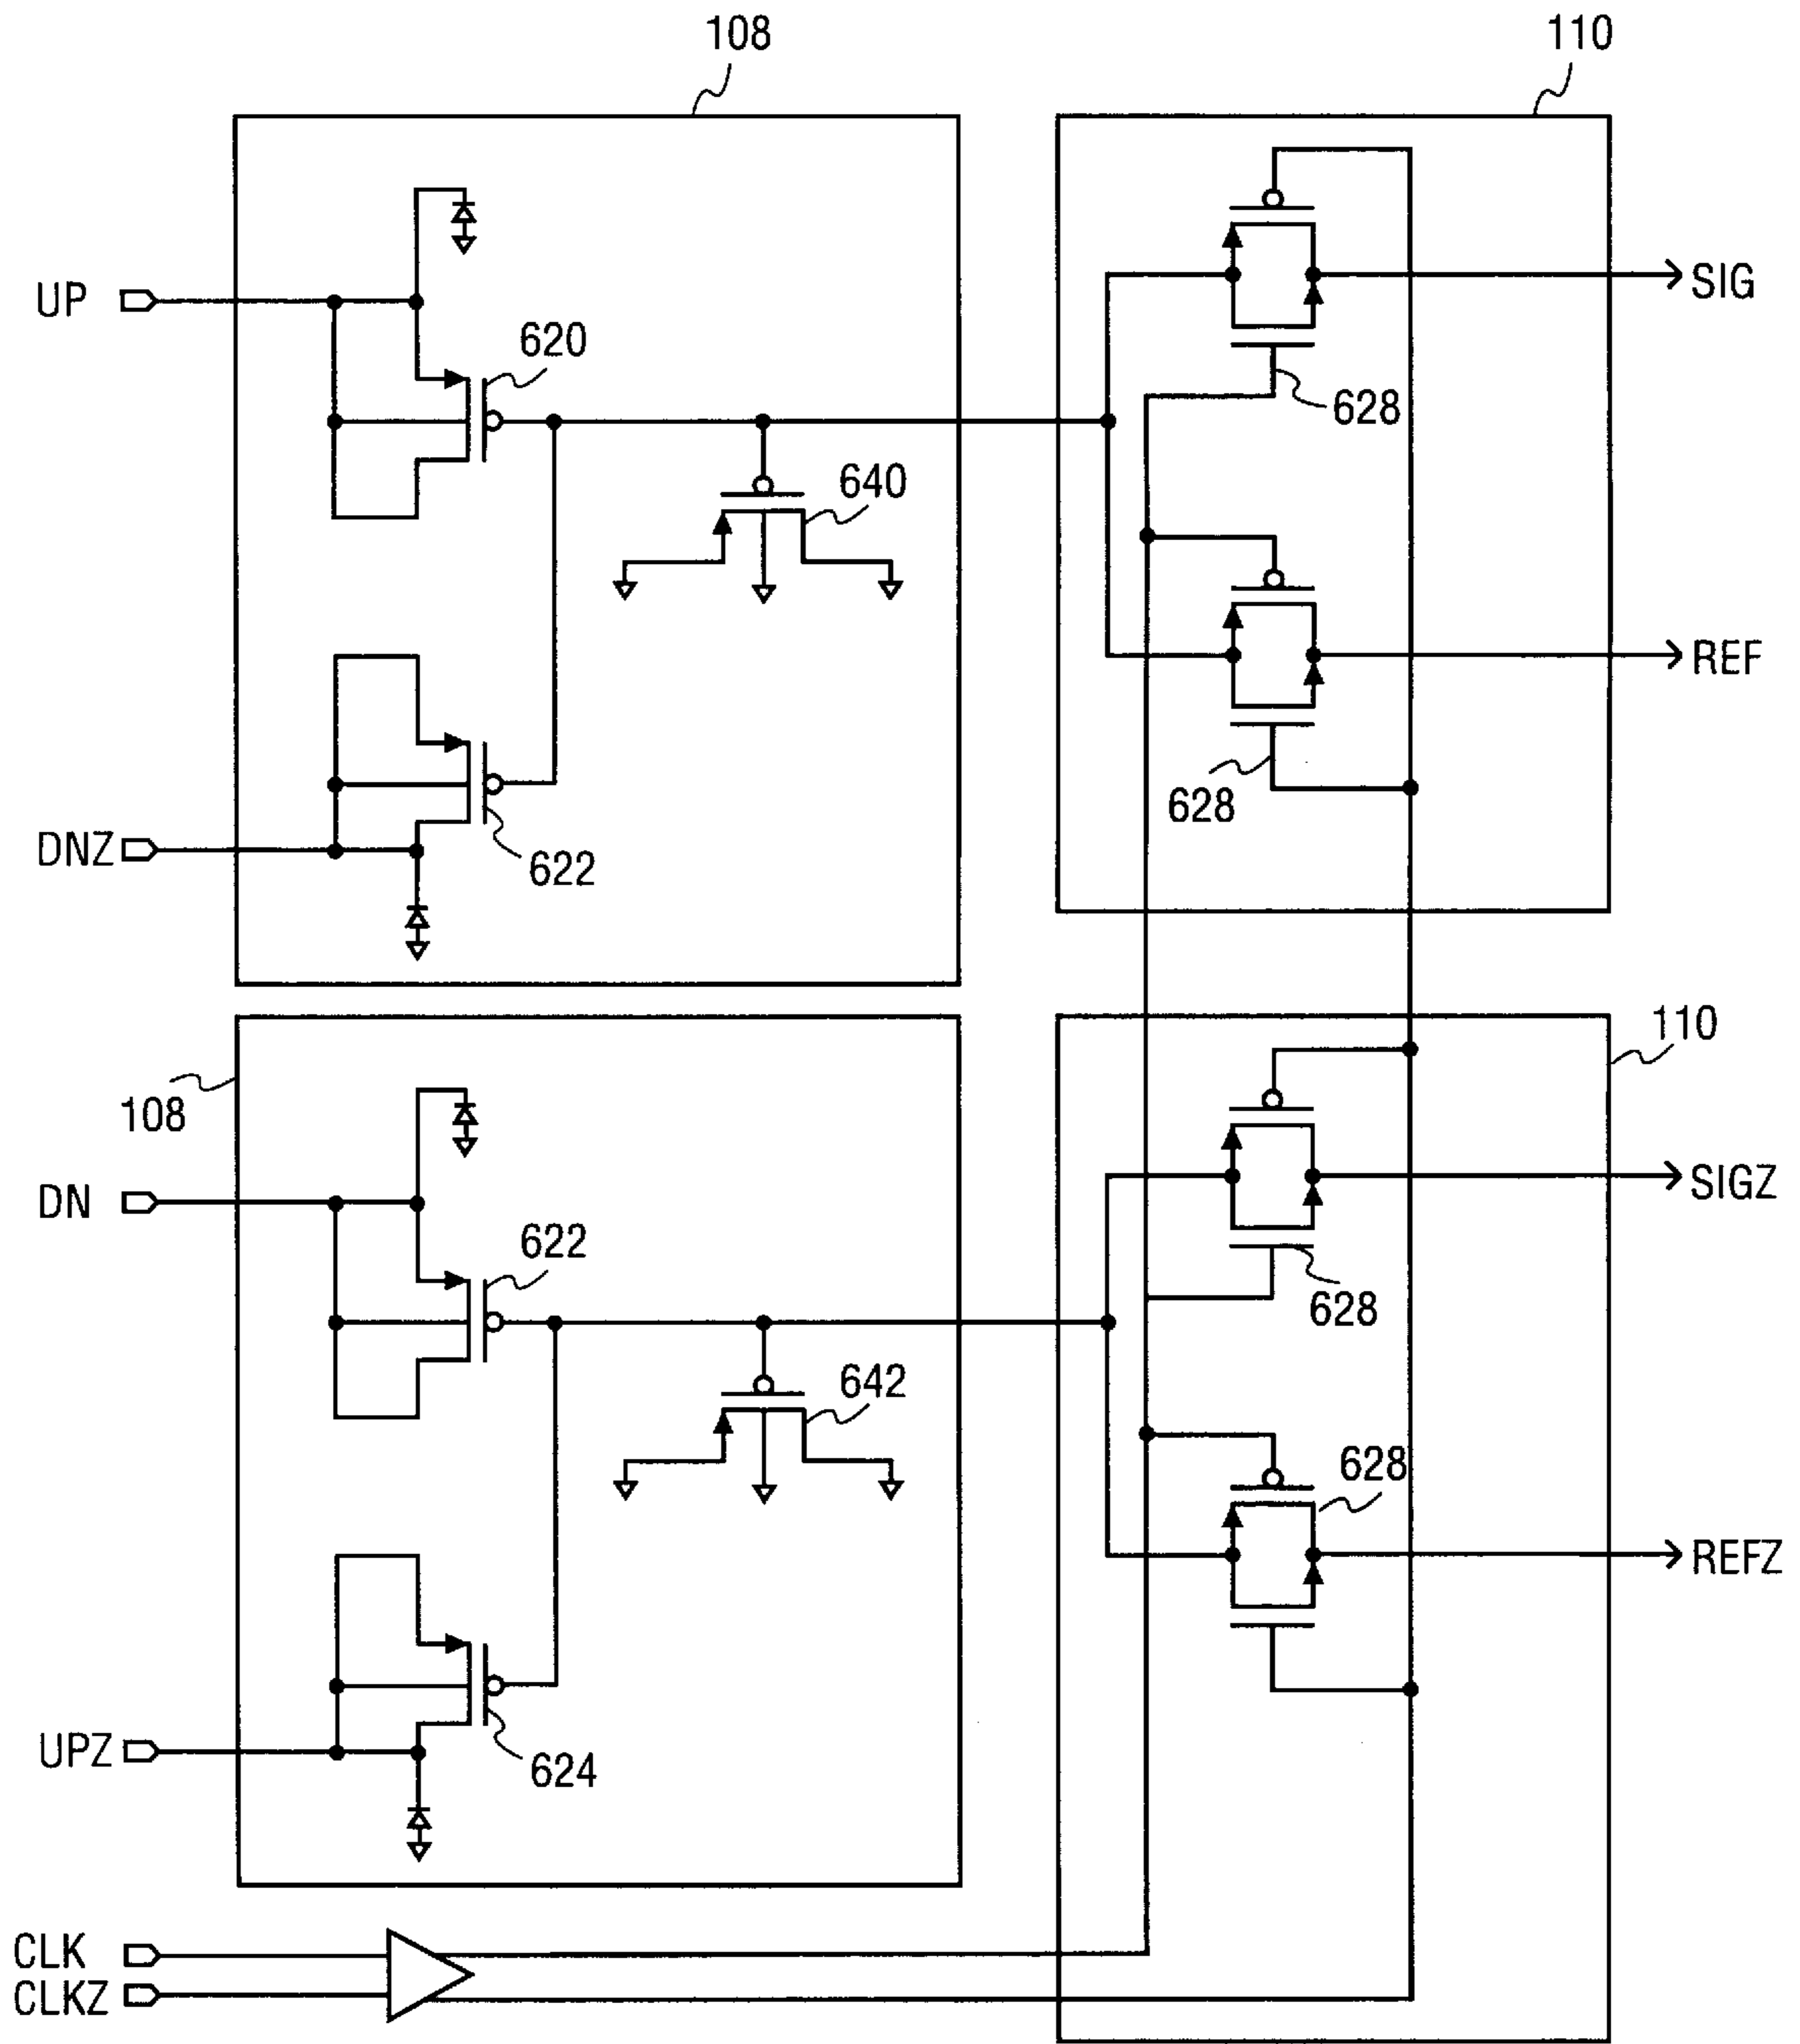 108
110
UP
620
SIG
628
640
REF
628
DNZ
622
108
110
DN
622
SIGZ
628
642
628
REFZ
UPZ
624
CLK
CLKZ